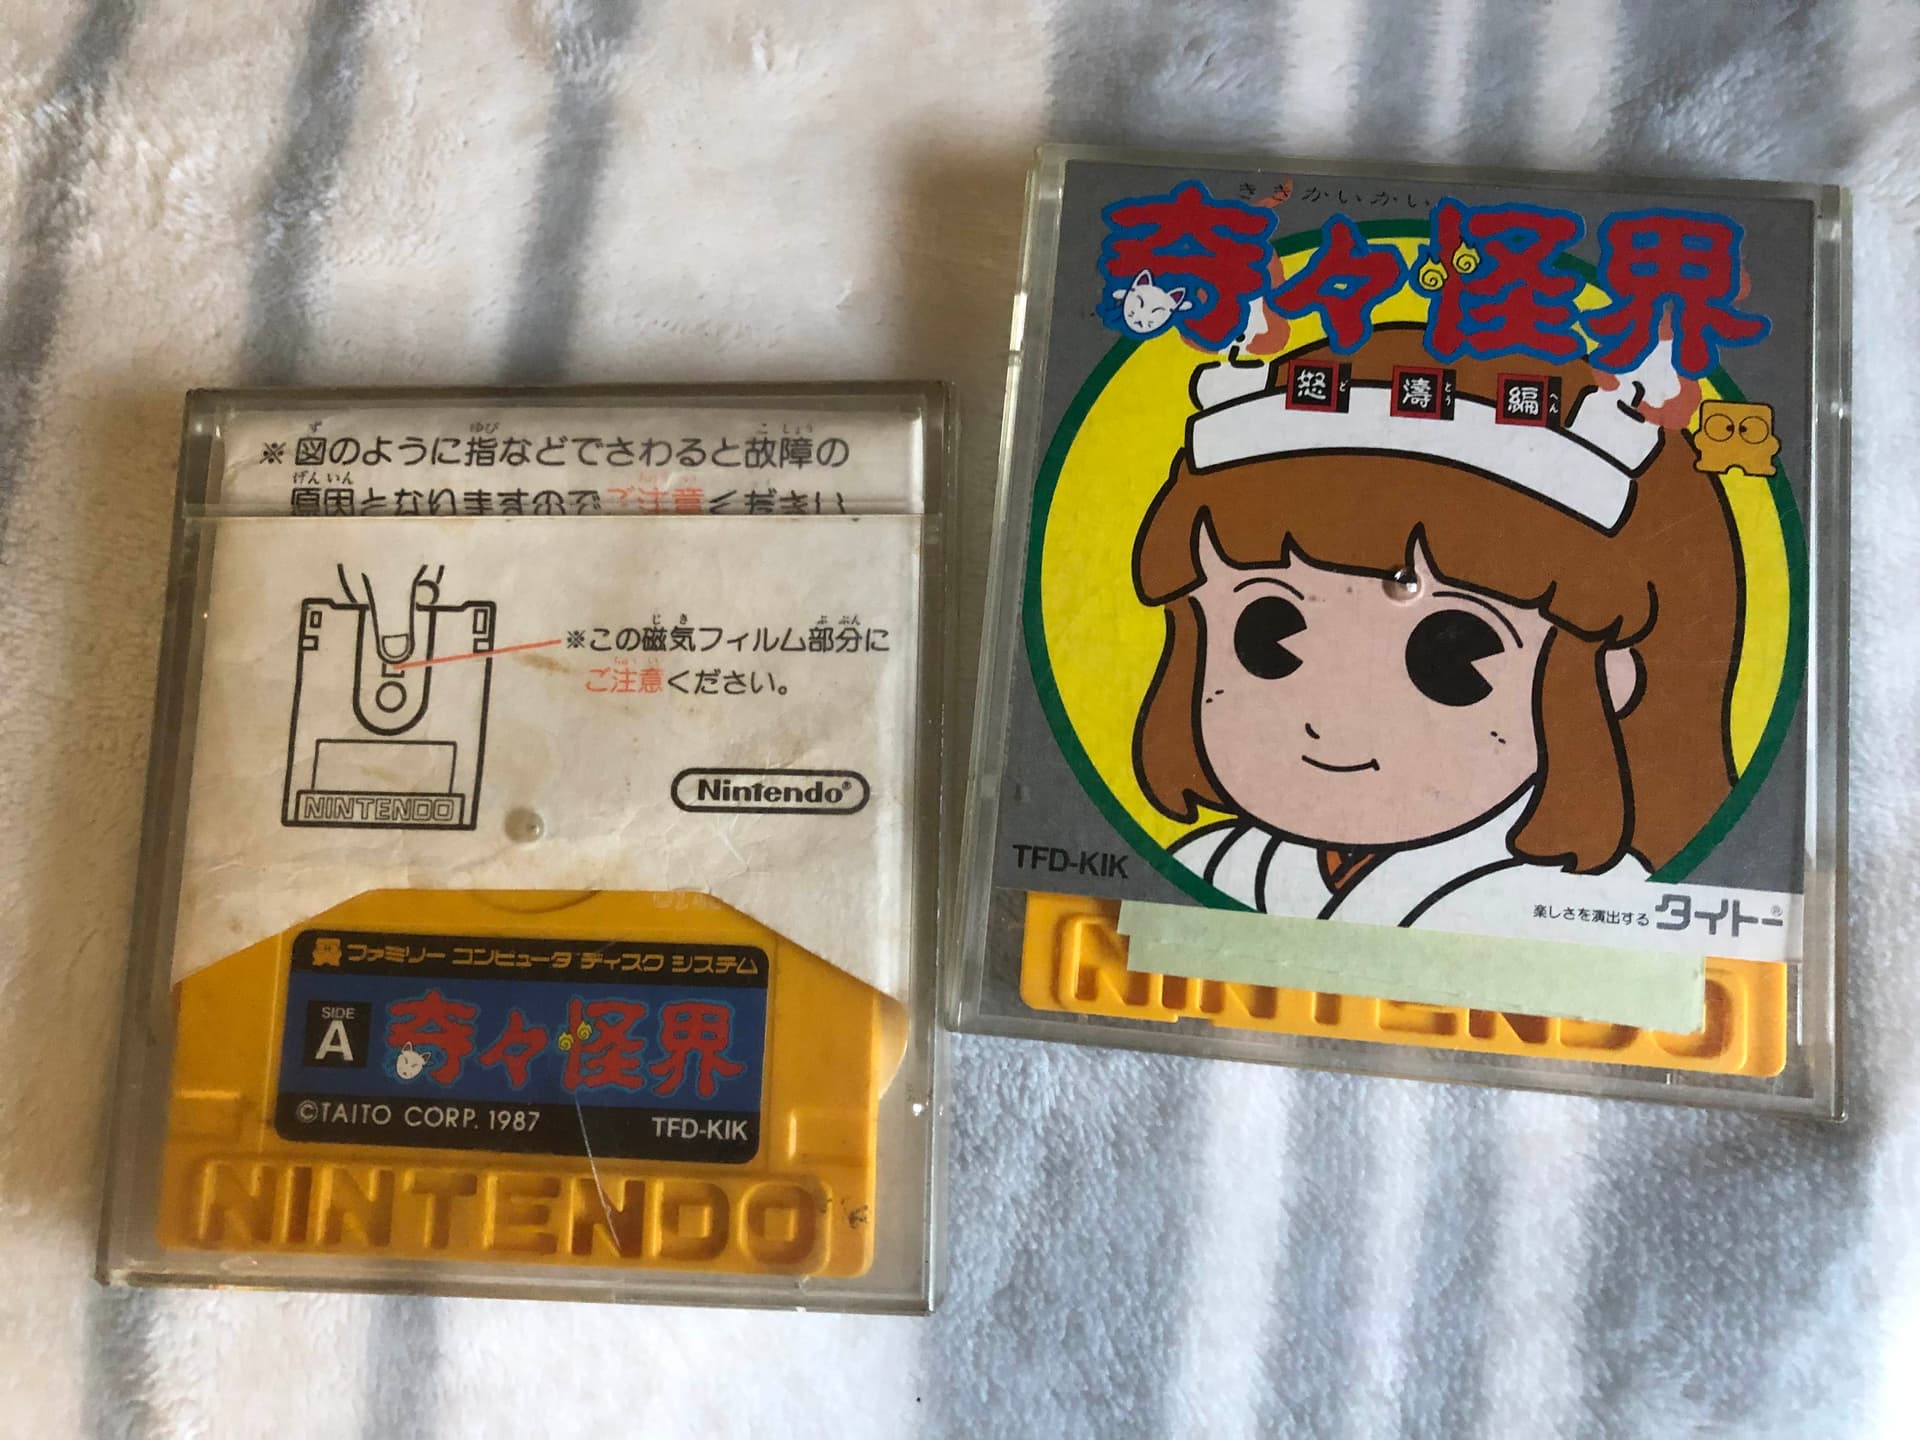 ※図のように指などでさわると故障の
原因となりますのでご注意ください
※この磁気フィルム部分に
ご注意ください。
NINTENDO
Nintendo®
ファミリー コンピュータ ディスク システム
SIDE
A
奇々怪界
©TAITO CORP. 1987
TFD-KIK
NINTENDO
ききかいかい
奇々怪界
怒濤編
どとうへん
TFD-KIK
楽しさを演出する タイトー®
NINTENDO